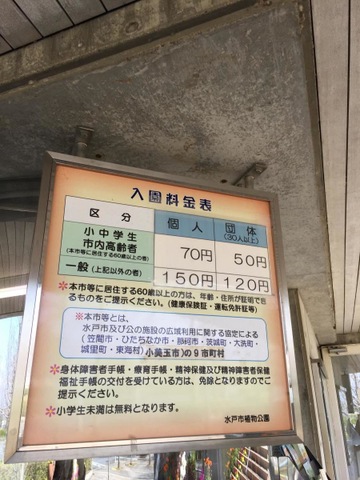 入園料金表
区分 個人 団体
(30人以上)
小中学生
市内高齢者
(本市等に居住する60歳以上の者)
70円 50円
一般 (上記以外の者) 150円 120円
*本市等に居住する60歳以上の方は、年齢・住所が証明でき
るものをご提示ください。(健康保険証・運転免許証等)
*本市等とは、
水戸市及び公の施設の広域利用に関する協定による
(笠間市・ひたちなか市・那珂市・茨城町・大洗町・
城里町・東海村) 小美玉市)の9市町村
*身体障害者手帳・療育手帳・精神保健及び精神障害者保健
福祉手帳の交付を受けている方は、免除となりますのでご
提示ください。
*小学生未満は無料となります。
水戸市植物公園